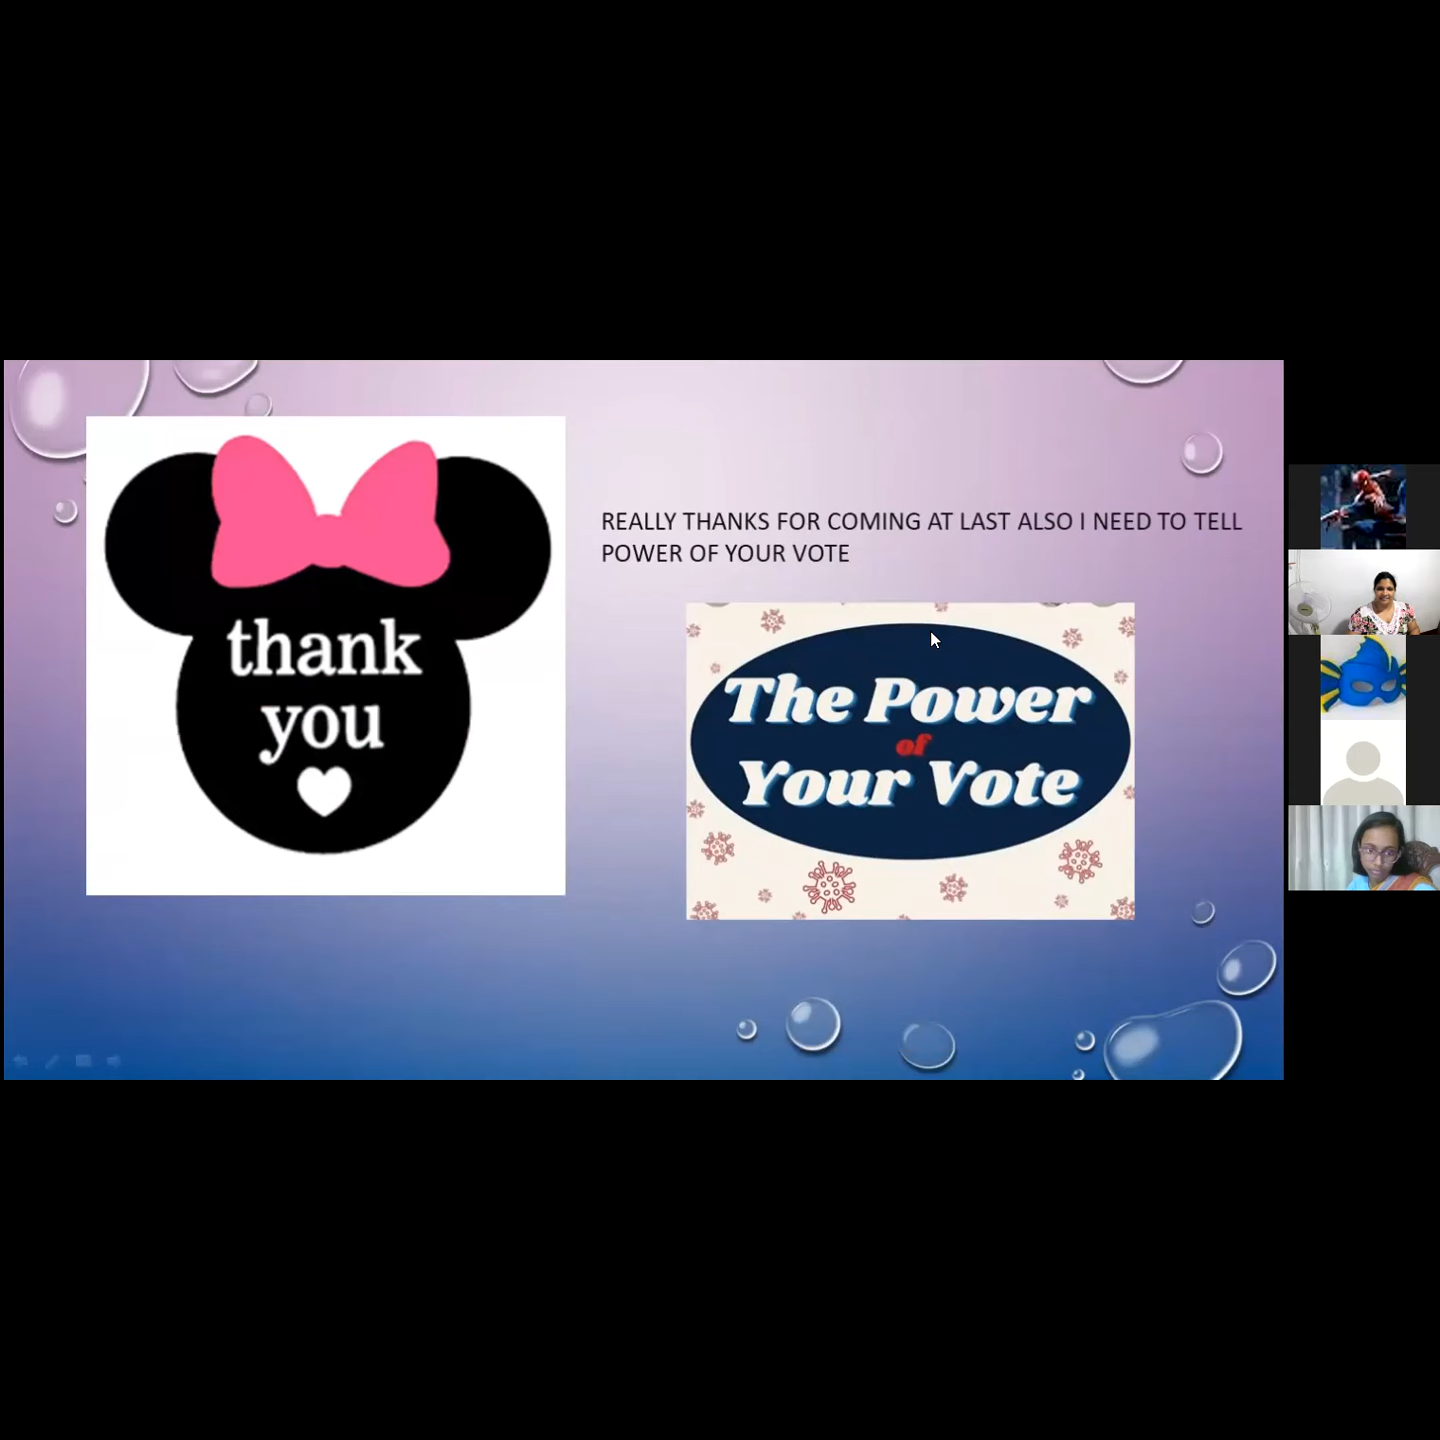 thank
you
REALLY THANKS FOR COMING AT LAST ALSO I NEED TO TELL
POWER OF YOUR VOTE
The Power
of
Your Vote